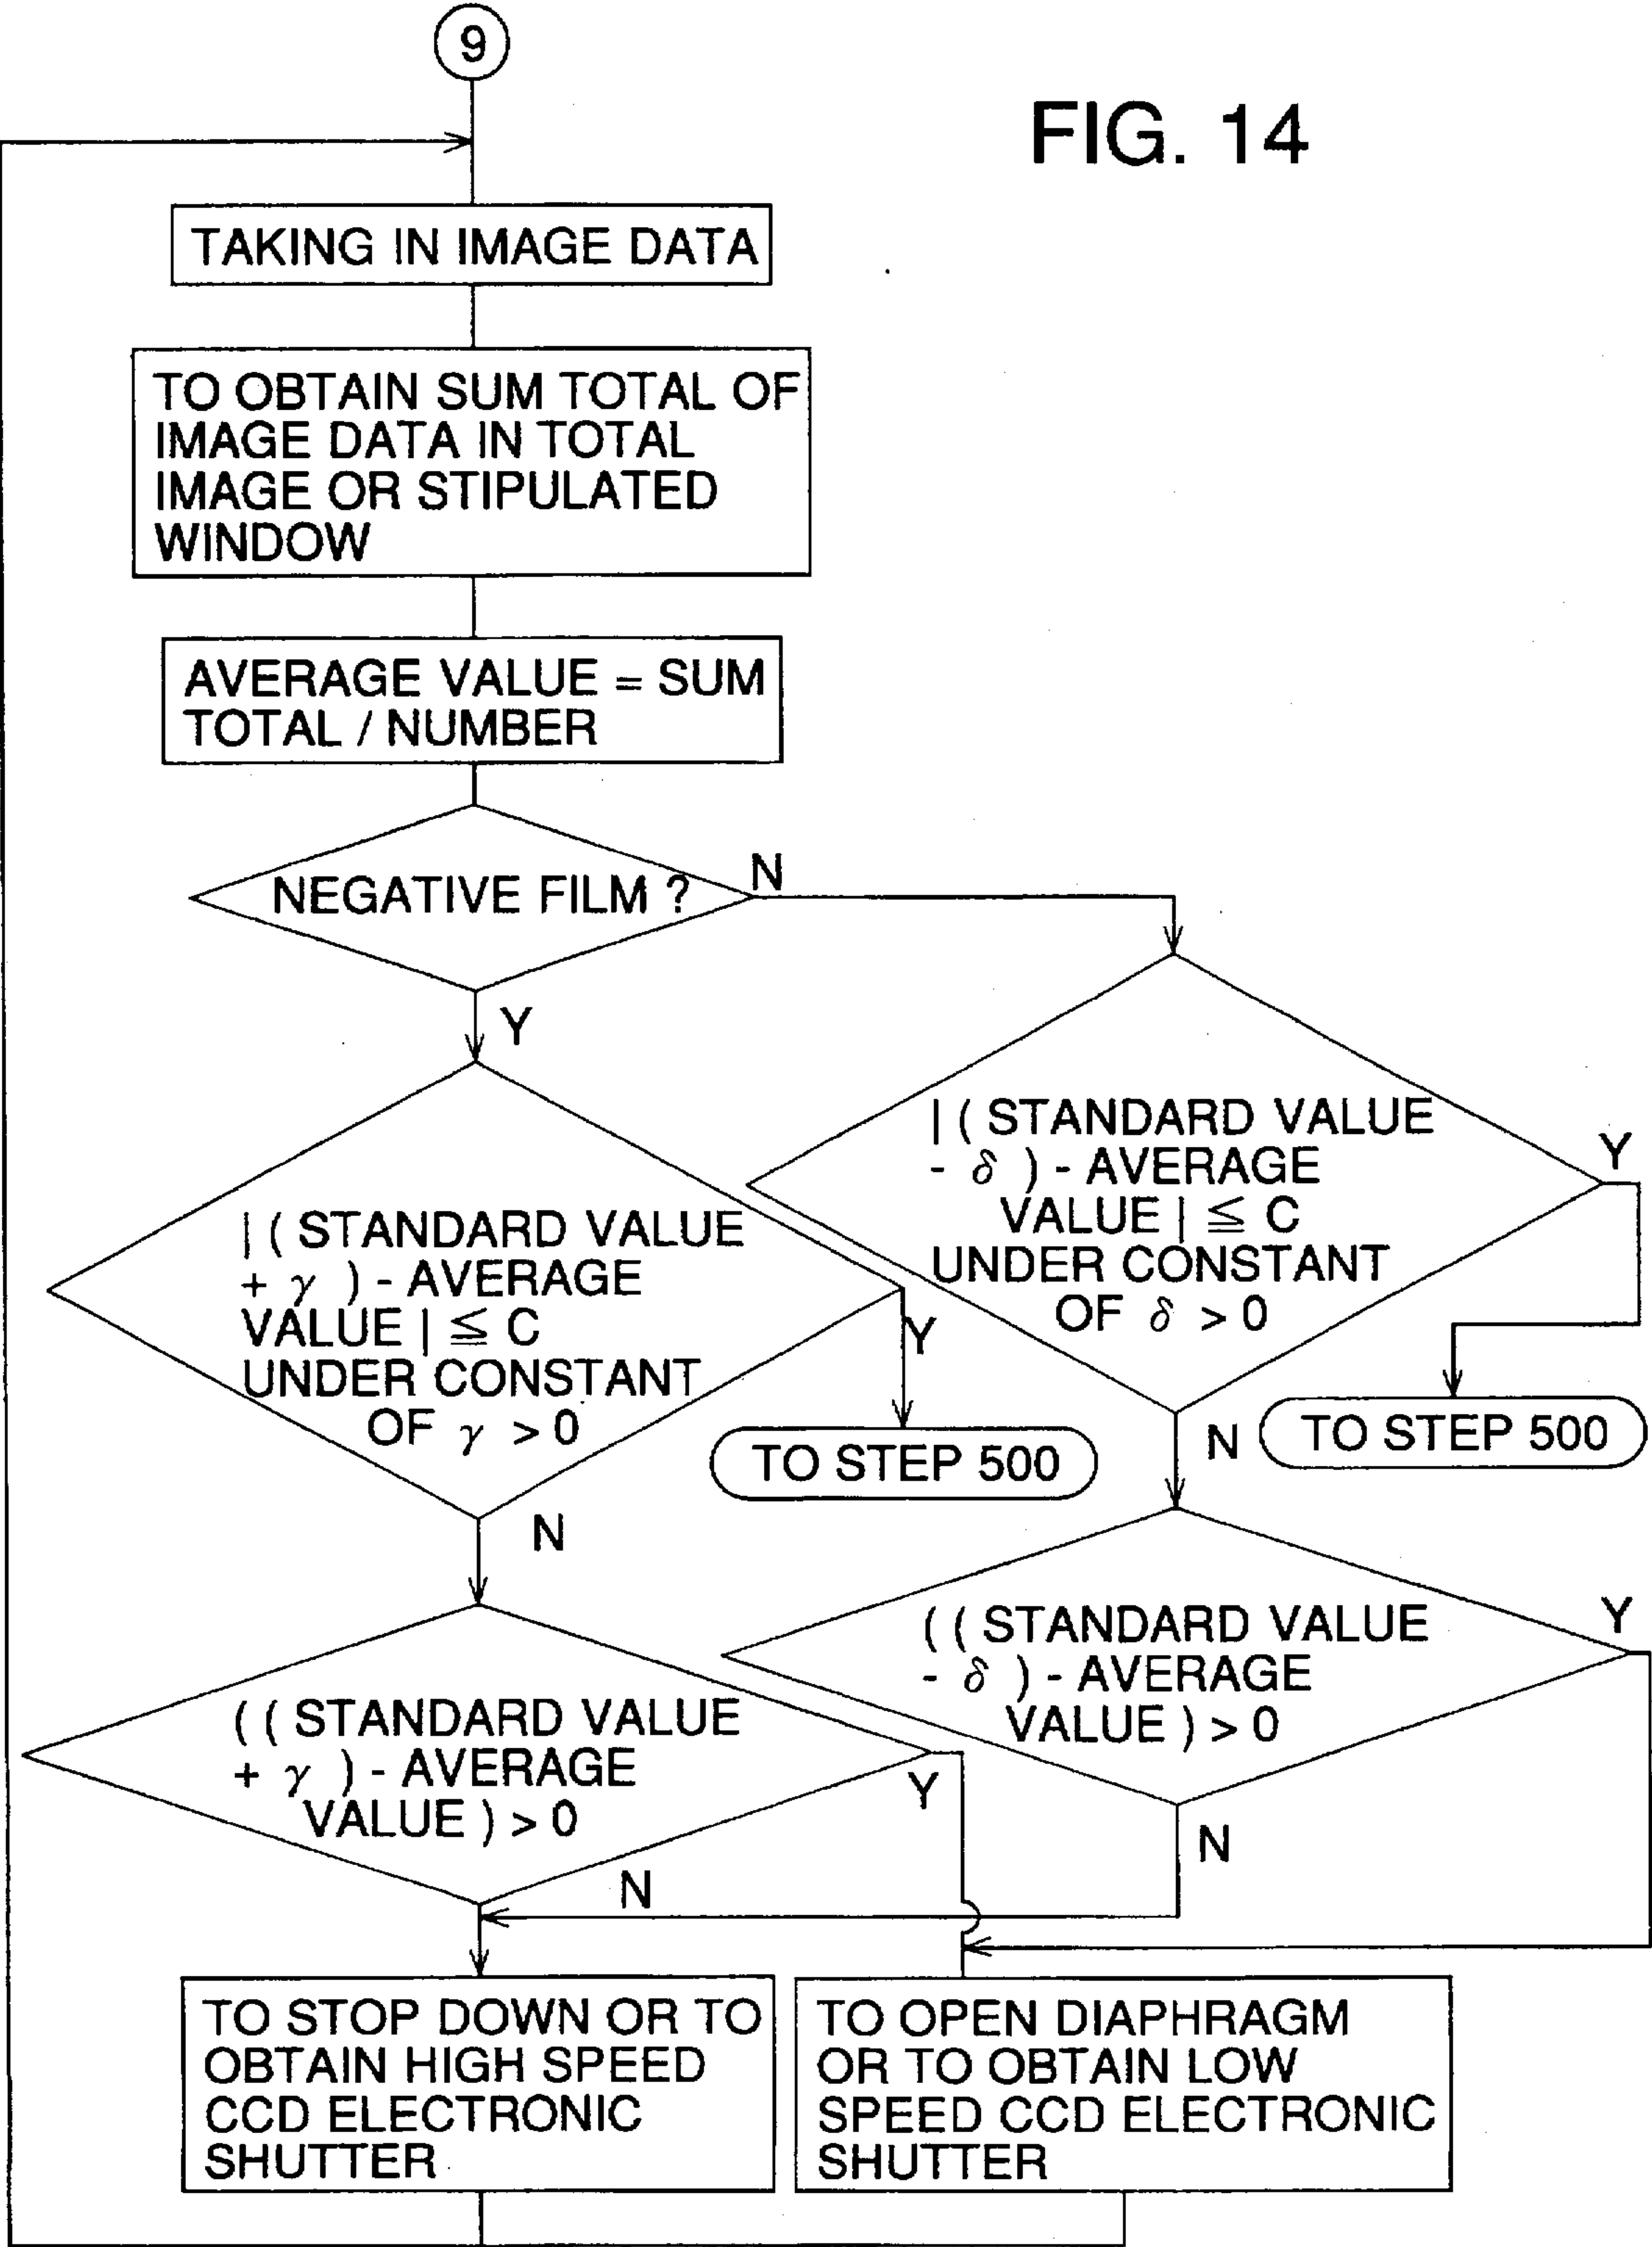 9
FIG. 14
TAKING IN IMAGE DATA
TO OBTAIN SUM TOTAL OF
IMAGE DATA IN TOTAL
IMAGE OR STIPULATED
WINDOW
AVERAGE VALUE = SUM
TOTAL / NUMBER
NEGATIVE FILM ?
N
Y
| ( STANDARD VALUE
- δ ) - AVERAGE
VALUE | ≦ C
UNDER CONSTANT
OF δ > 0
Y
| ( STANDARD VALUE
+ γ ) - AVERAGE
VALUE | ≦ C
UNDER CONSTANT
OF γ > 0
Y
TO STEP 500
N
TO STEP 500
N
( ( STANDARD VALUE
- δ ) - AVERAGE
VALUE ) > 0
Y
N
( ( STANDARD VALUE
+ γ ) - AVERAGE
VALUE ) > 0
Y
N
TO STOP DOWN OR TO
OBTAIN HIGH SPEED
CCD ELECTRONIC
SHUTTER
TO OPEN DIAPHRAGM
OR TO OBTAIN LOW
SPEED CCD ELECTRONIC
SHUTTER